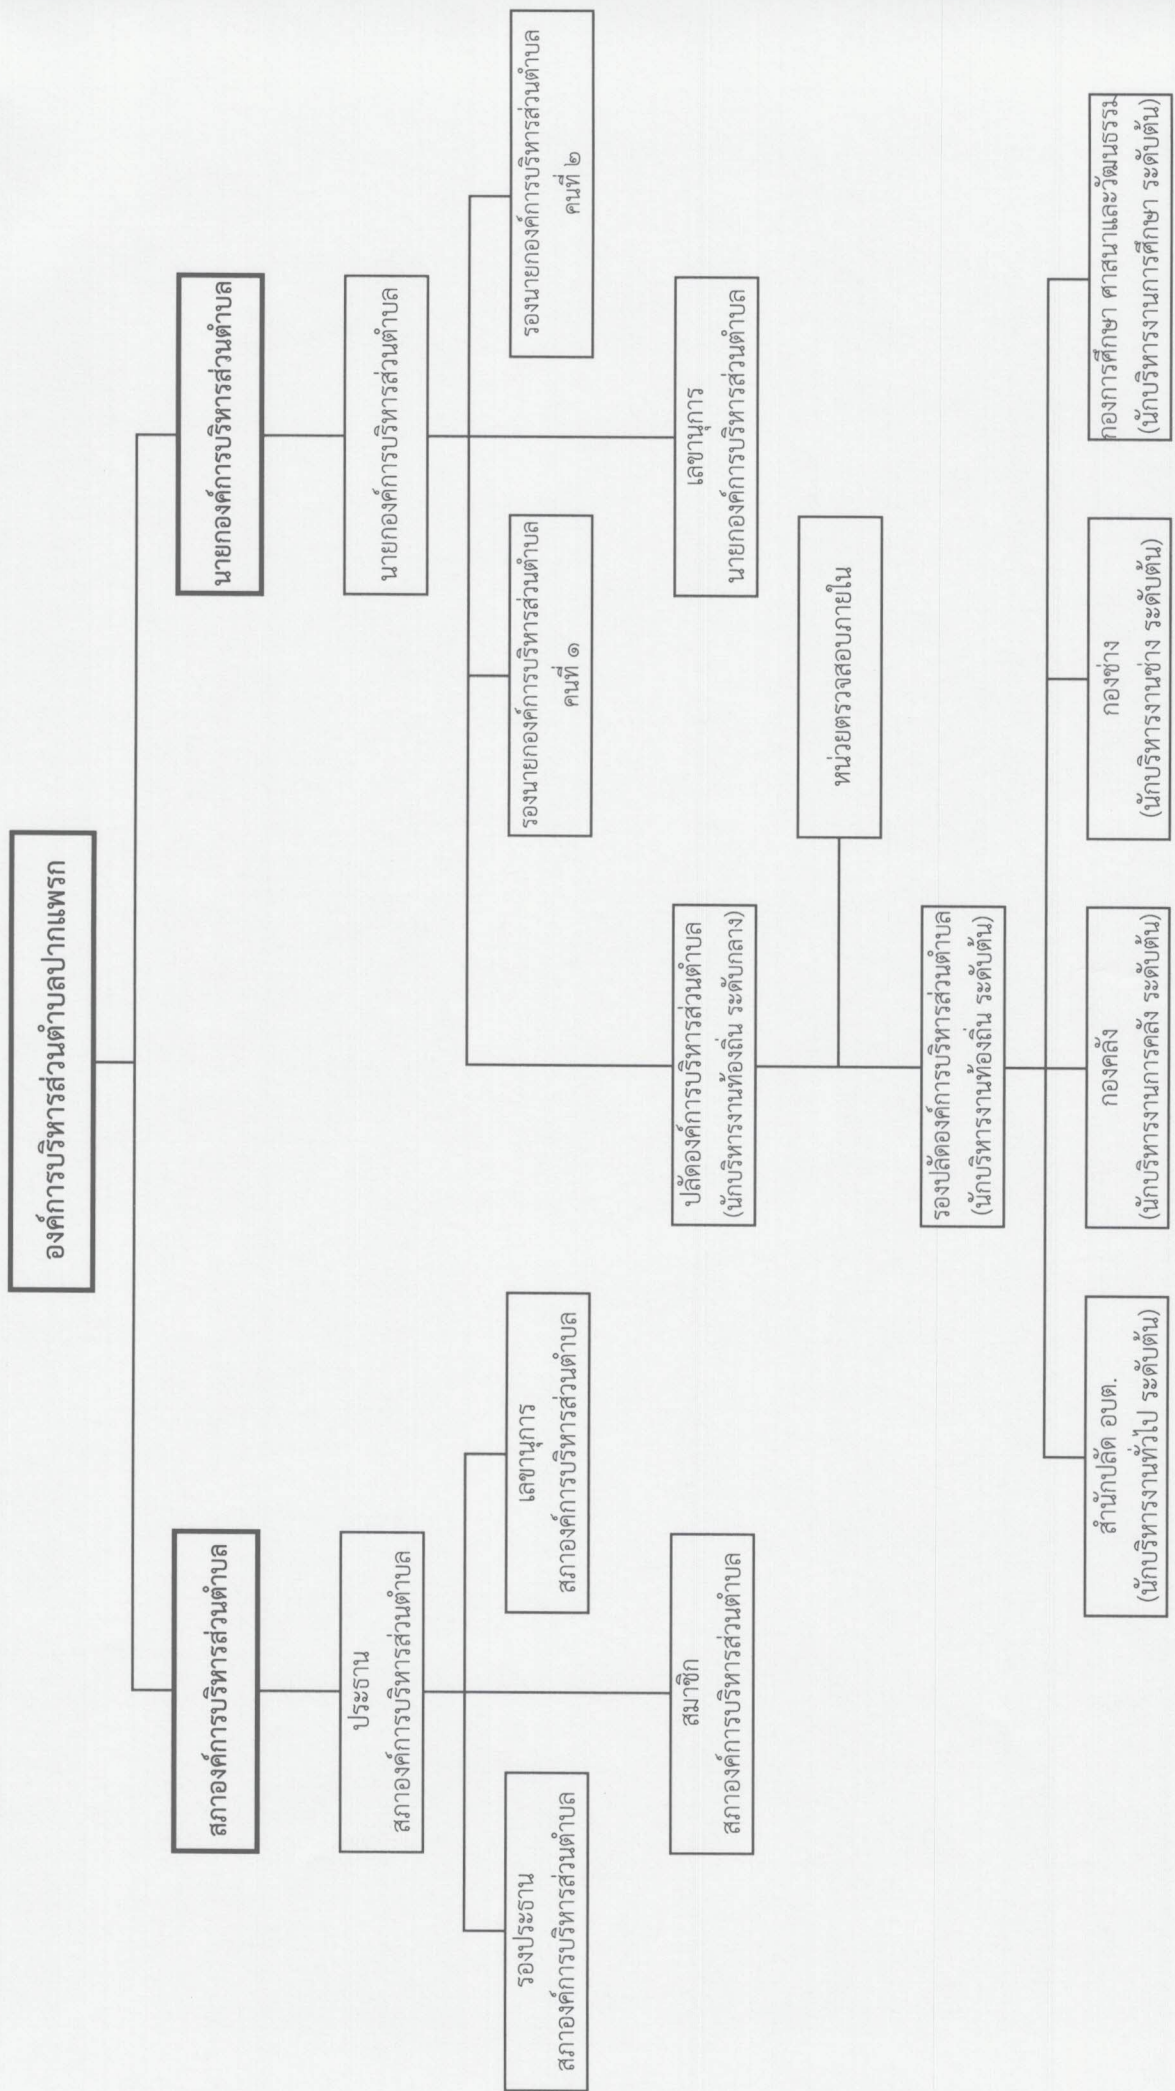 องค์การบริหารส่วนตำบลปากแพรก
สภาองค์การบริหารส่วนตำบล
นายกองค์การบริหารส่วนตำบล
ประธาน
สภาองค์การบริหารส่วนตำบล
นายกองค์การบริหารส่วนตำบล
รองประธาน
สภาองค์การบริหารส่วนตำบล
เลขานุการ
สภาองค์การบริหารส่วนตำบล
รองนายกองค์การบริหารส่วนตำบล
คนที่ ๑
รองนายกองค์การบริหารส่วนตำบล
คนที่ ๒
สมาชิก
สภาองค์การบริหารส่วนตำบล
ปลัดองค์การบริหารส่วนตำบล
(นักบริหารงานท้องถิ่น ระดับกลาง)
เลขานุการ
นายกองค์การบริหารส่วนตำบล
หน่วยตรวจสอบภายใน
รองปลัดองค์การบริหารส่วนตำบล
(นักบริหารงานท้องถิ่น ระดับต้น)
สำนักปลัด อบต.
(นักบริหารงานทั่วไป ระดับต้น)
กองคลัง
(นักบริหารงานการคลัง ระดับต้น)
กองช่าง
(นักบริหารงานช่าง ระดับต้น)
กองการศึกษา ศาสนาและวัฒนธรรม
(นักบริหารงานการศึกษา ระดับต้น)